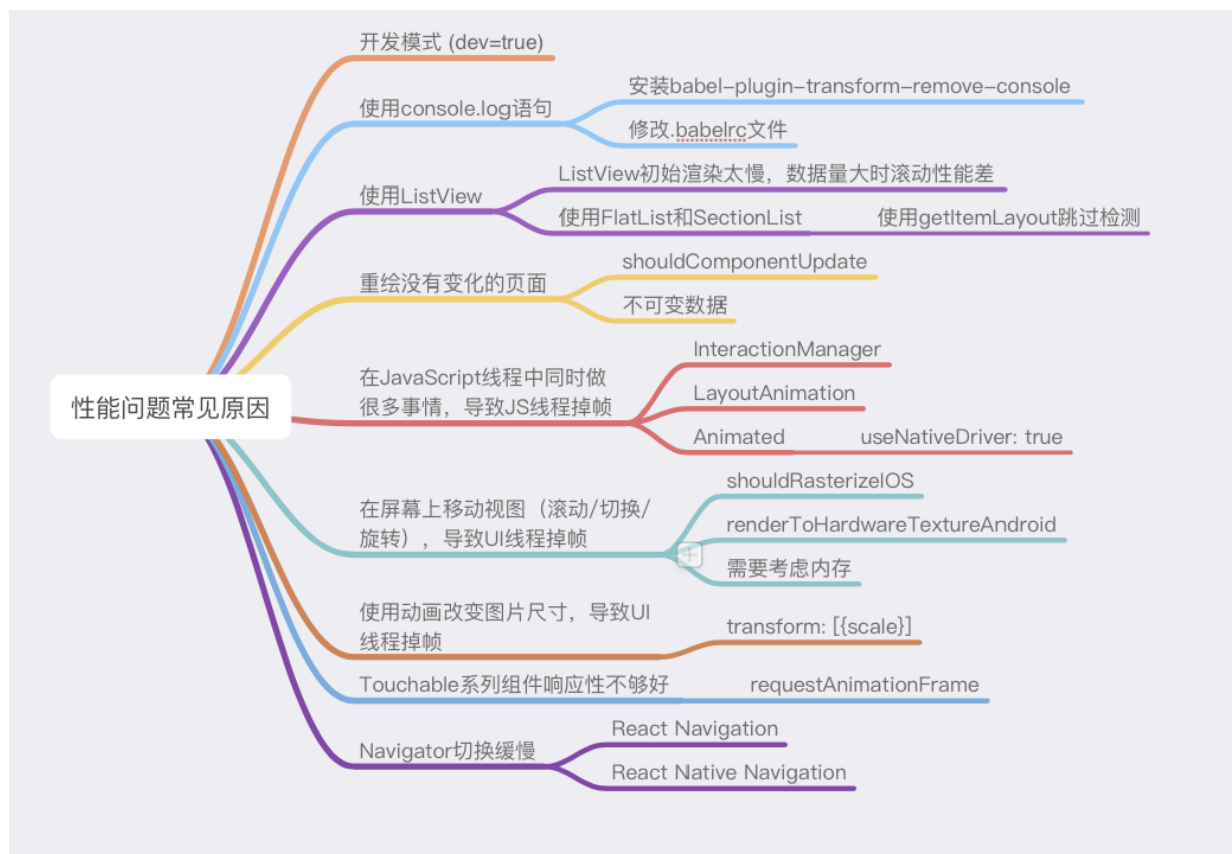 开发模式 (dev=true)
使用console.log语句
安装babel-plugin-transform-remove-console
修改.babelrc文件
使用ListView
ListView初始渲染太慢，数据量大时滚动性能差
使用FlatList和SectionList
使用getItemLayout跳过检测
重绘没有变化的页面
shouldComponentUpdate
不可变数据
性能问题常见原因
在JavaScript线程中同时做
很多事情，导致JS线程掉帧
InteractionManager
LayoutAnimation
Animated
useNativeDriver: true
在屏幕上移动视图（滚动/切换/
旋转），导致UI线程掉帧
shouldRasterizeIOS
renderToHardwareTextureAndroid
需要考虑内存
使用动画改变图片尺寸，导致UI
线程掉帧
transform: [{scale}]
Touchable系列组件响应性不够好
requestAnimationFrame
Navigator切换缓慢
React Navigation
React Native Navigation